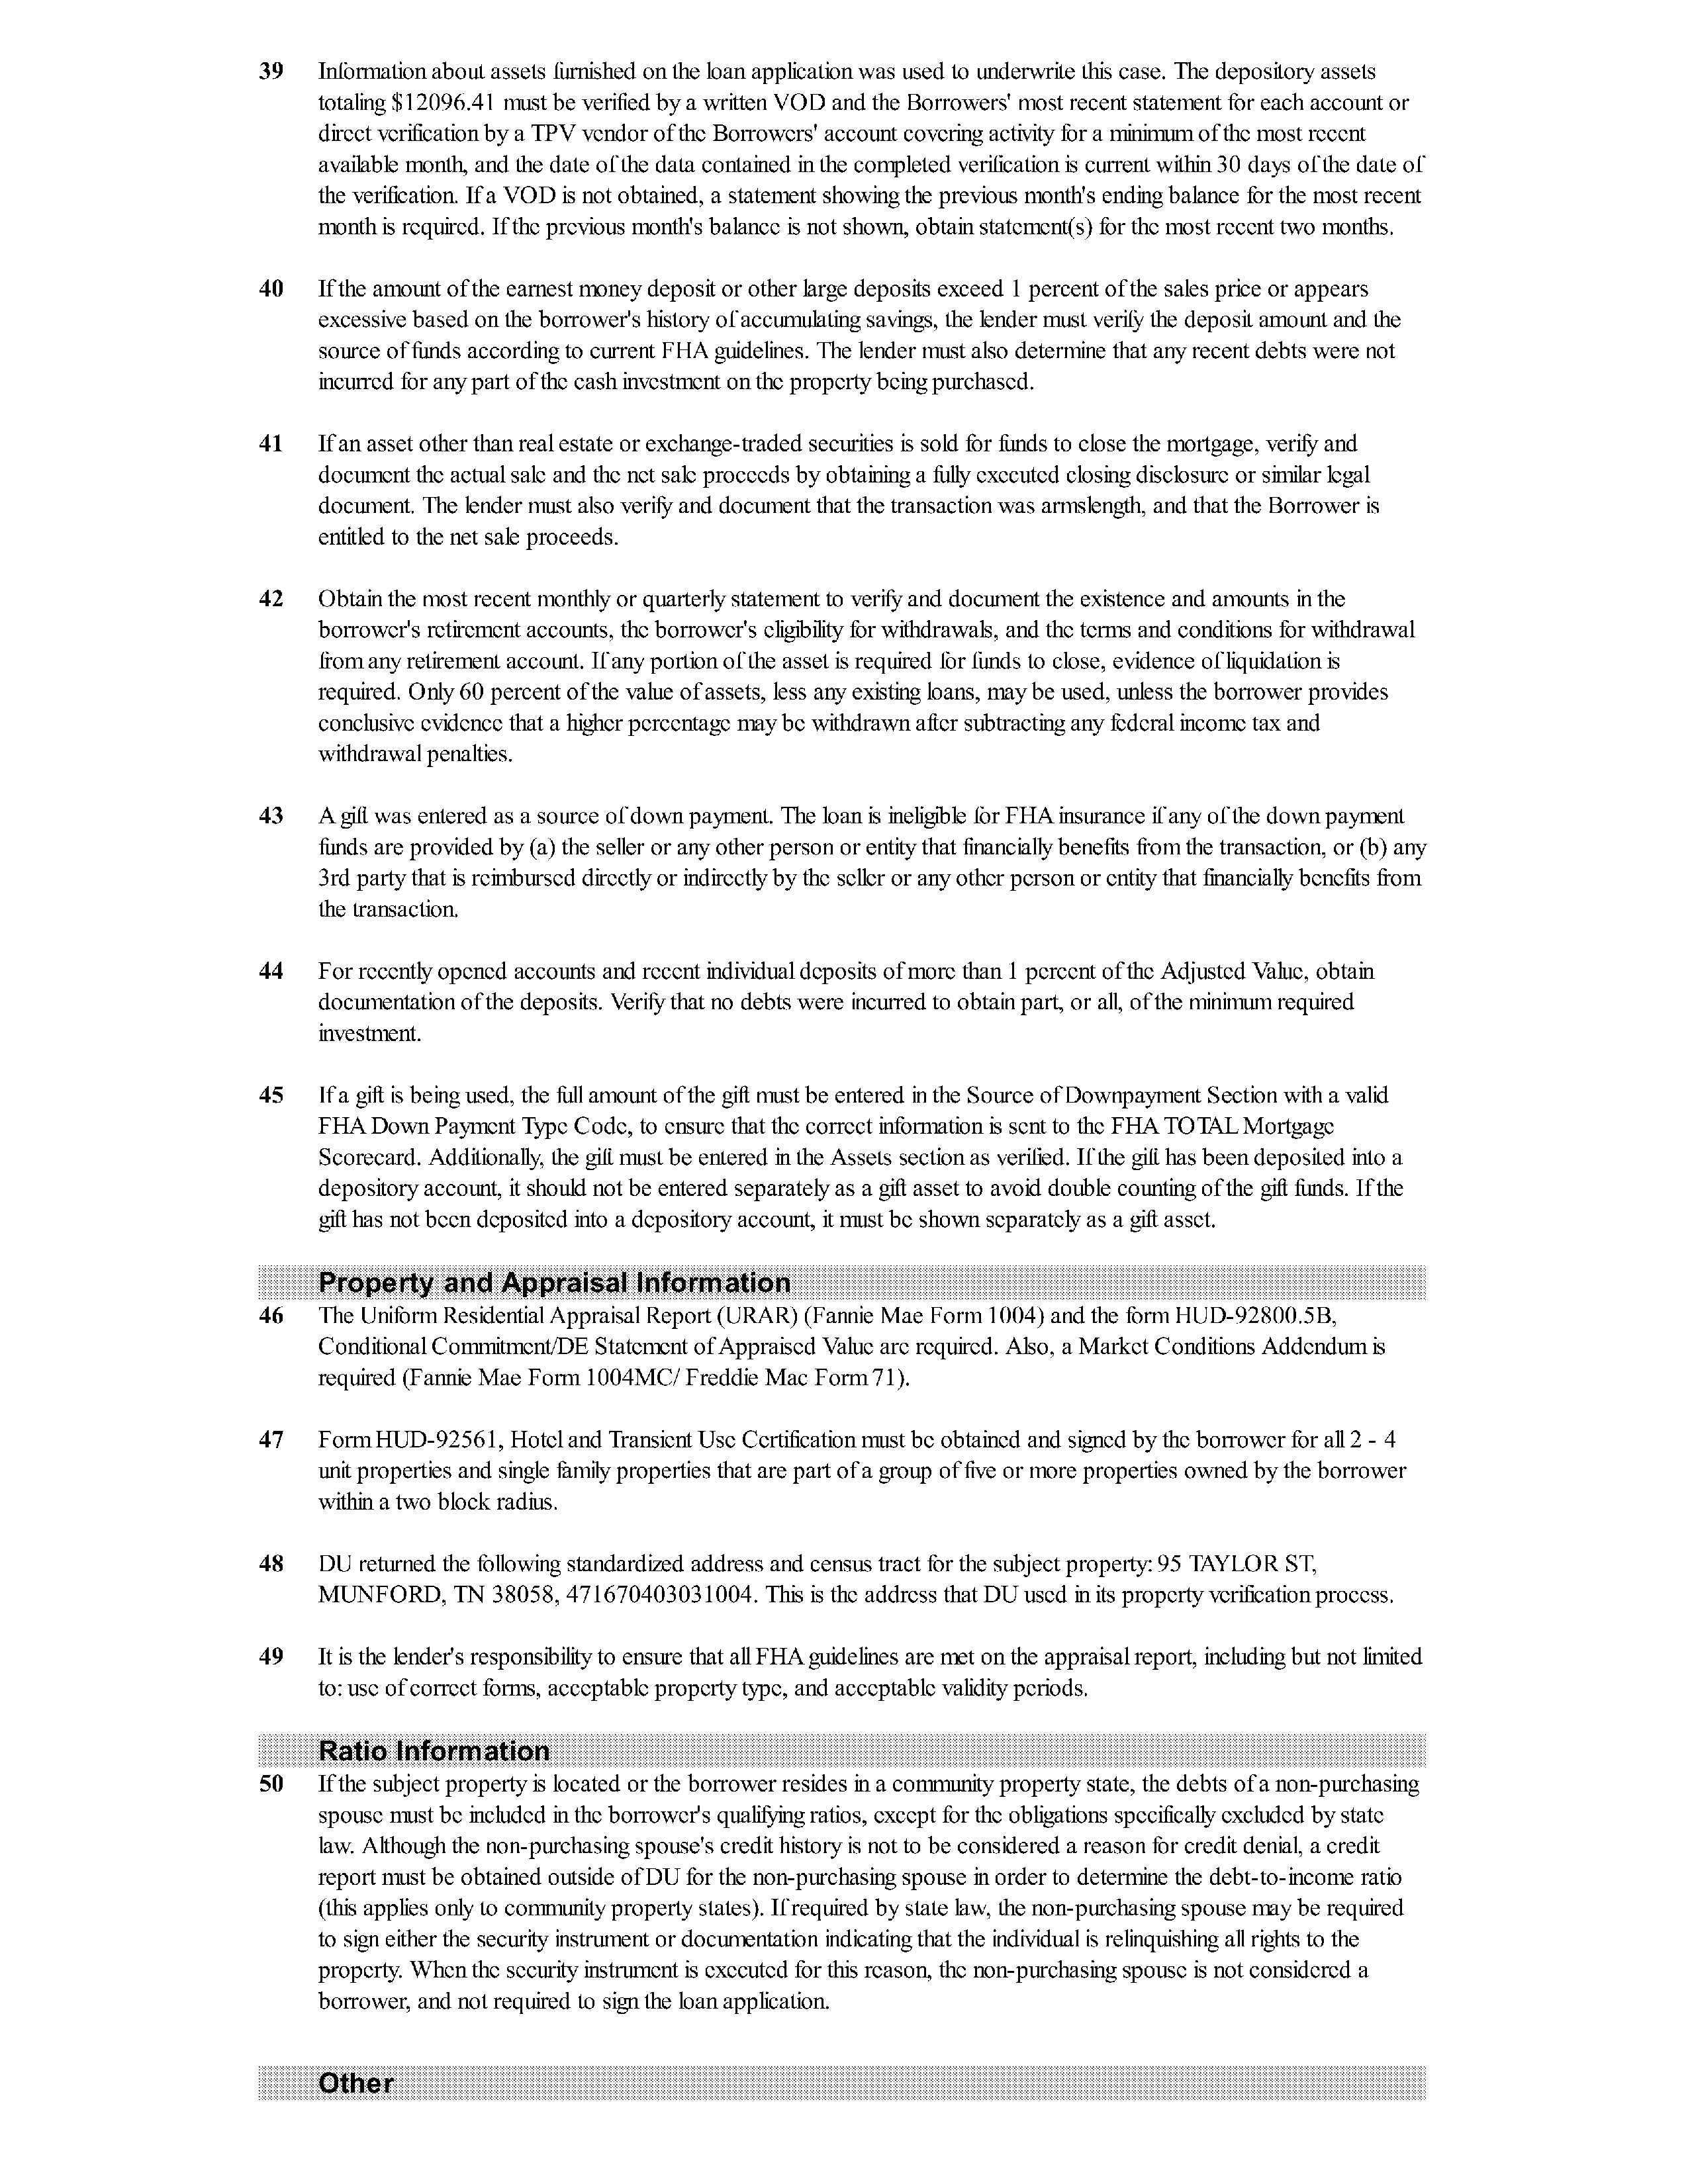 39 Information about assets furnished on the loan application was used to underwrite this case. The depository assets
totaling $12096.41 must be verified by a written VOD and the Borrowers' most recent statement for each account or
direct verification by a TPV vendor of the Borrowers' account covering activity for a minimum of the most recent
available month, and the date of the data contained in the completed verification is current within 30 days of the date of
the verification. If a VOD is not obtained, a statement showing the previous month's ending balance for the most recent
month is required. If the previous month's balance is not shown, obtain statement(s) for the most recent two months.
40 If the amount of the earnest money deposit or other large deposits exceed 1 percent of the sales price or appears
excessive based on the borrower's history of accumulating savings, the lender must verify the deposit amount and the
source of funds according to current FHA guidelines. The lender must also determine that any recent debts were not
incurred for any part of the cash investment on the property being purchased.
41 If an asset other than real estate or exchange-traded securities is sold for funds to close the mortgage, verify and
document the actual sale and the net sale proceeds by obtaining a fully executed closing disclosure or similar legal
document. The lender must also verify and document that the transaction was armslength, and that the Borrower is
entitled to the net sale proceeds.
42 Obtain the most recent monthly or quarterly statement to verify and document the existence and amounts in the
borrower's retirement accounts, the borrower's eligibility for withdrawals, and the terms and conditions for withdrawal
from any retirement account. If any portion of the asset is required for funds to close, evidence of liquidation is
required. Only 60 percent of the value of assets, less any existing loans, may be used, unless the borrower provides
conclusive evidence that a higher percentage may be withdrawn after subtracting any federal income tax and
withdrawal penalties.
43 A gift was entered as a source of down payment. The loan is ineligible for FHA insurance if any of the down payment
funds are provided by (a) the seller or any other person or entity that financially benefits from the transaction, or (b) any
3rd party that is reimbursed directly or indirectly by the seller or any other person or entity that financially benefits from
the transaction.
44 For recently opened accounts and recent individual deposits of more than 1 percent of the Adjusted Value, obtain
documentation of the deposits. Verify that no debts were incurred to obtain part, or all, of the minimum required
investment.
45 If a gift is being used, the full amount of the gift must be entered in the Source of Downpayment Section with a valid
FHA Down Payment Type Code, to ensure that the correct information is sent to the FHA TOTAL Mortgage
Scorecard. Additionally, the gift must be entered in the Assets section as verified. If the gift has been deposited into a
depository account, it should not be entered separately as a gift asset to avoid double counting of the gift funds. If the
gift has not been deposited into a depository account, it must be shown separately as a gift asset.
Property and Appraisal Information
46 The Uniform Residential Appraisal Report (URAR) (Fannie Mae Form 1004) and the form HUD-92800.5B,
Conditional Commitment/DE Statement of Appraised Value are required. Also, a Market Conditions Addendum is
required (Fannie Mae Form 1004MC/ Freddie Mac Form 71).
47 Form HUD-92561, Hotel and Transient Use Certification must be obtained and signed by the borrower for all 2 - 4
unit properties and single family properties that are part of a group of five or more properties owned by the borrower
within a two block radius.
48 DU returned the following standardized address and census tract for the subject property: 95 TAYLOR ST,
MUNFORD, TN 38058, 471670403031004. This is the address that DU used in its property verification process.
49 It is the lender's responsibility to ensure that all FHA guidelines are met on the appraisal report, including but not limited
to: use of correct forms, acceptable property type, and acceptable validity periods.
Ratio Information
50 If the subject property is located or the borrower resides in a community property state, the debts of a non-purchasing
spouse must be included in the borrower's qualifying ratios, except for the obligations specifically excluded by state
law. Although the non-purchasing spouse's credit history is not to be considered a reason for credit denial, a credit
report must be obtained outside of DU for the non-purchasing spouse in order to determine the debt-to-income ratio
(this applies only to community property states). If required by state law, the non-purchasing spouse may be required
to sign either the security instrument or documentation indicating that the individual is relinquishing all rights to the
property. When the security instrument is executed for this reason, the non-purchasing spouse is not considered a
borrower, and not required to sign the loan application.
Other